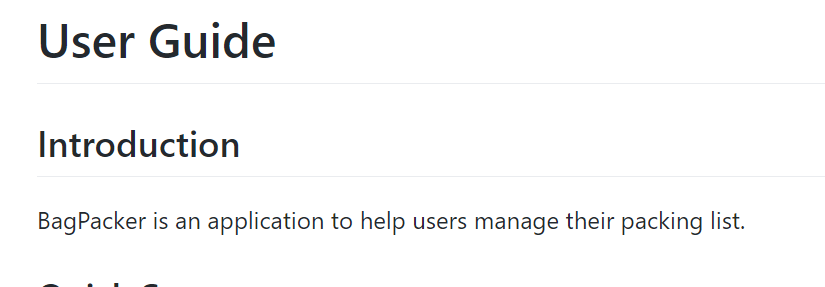 User Guide
Introduction
BagPacker is an application to help users manage their packing list.